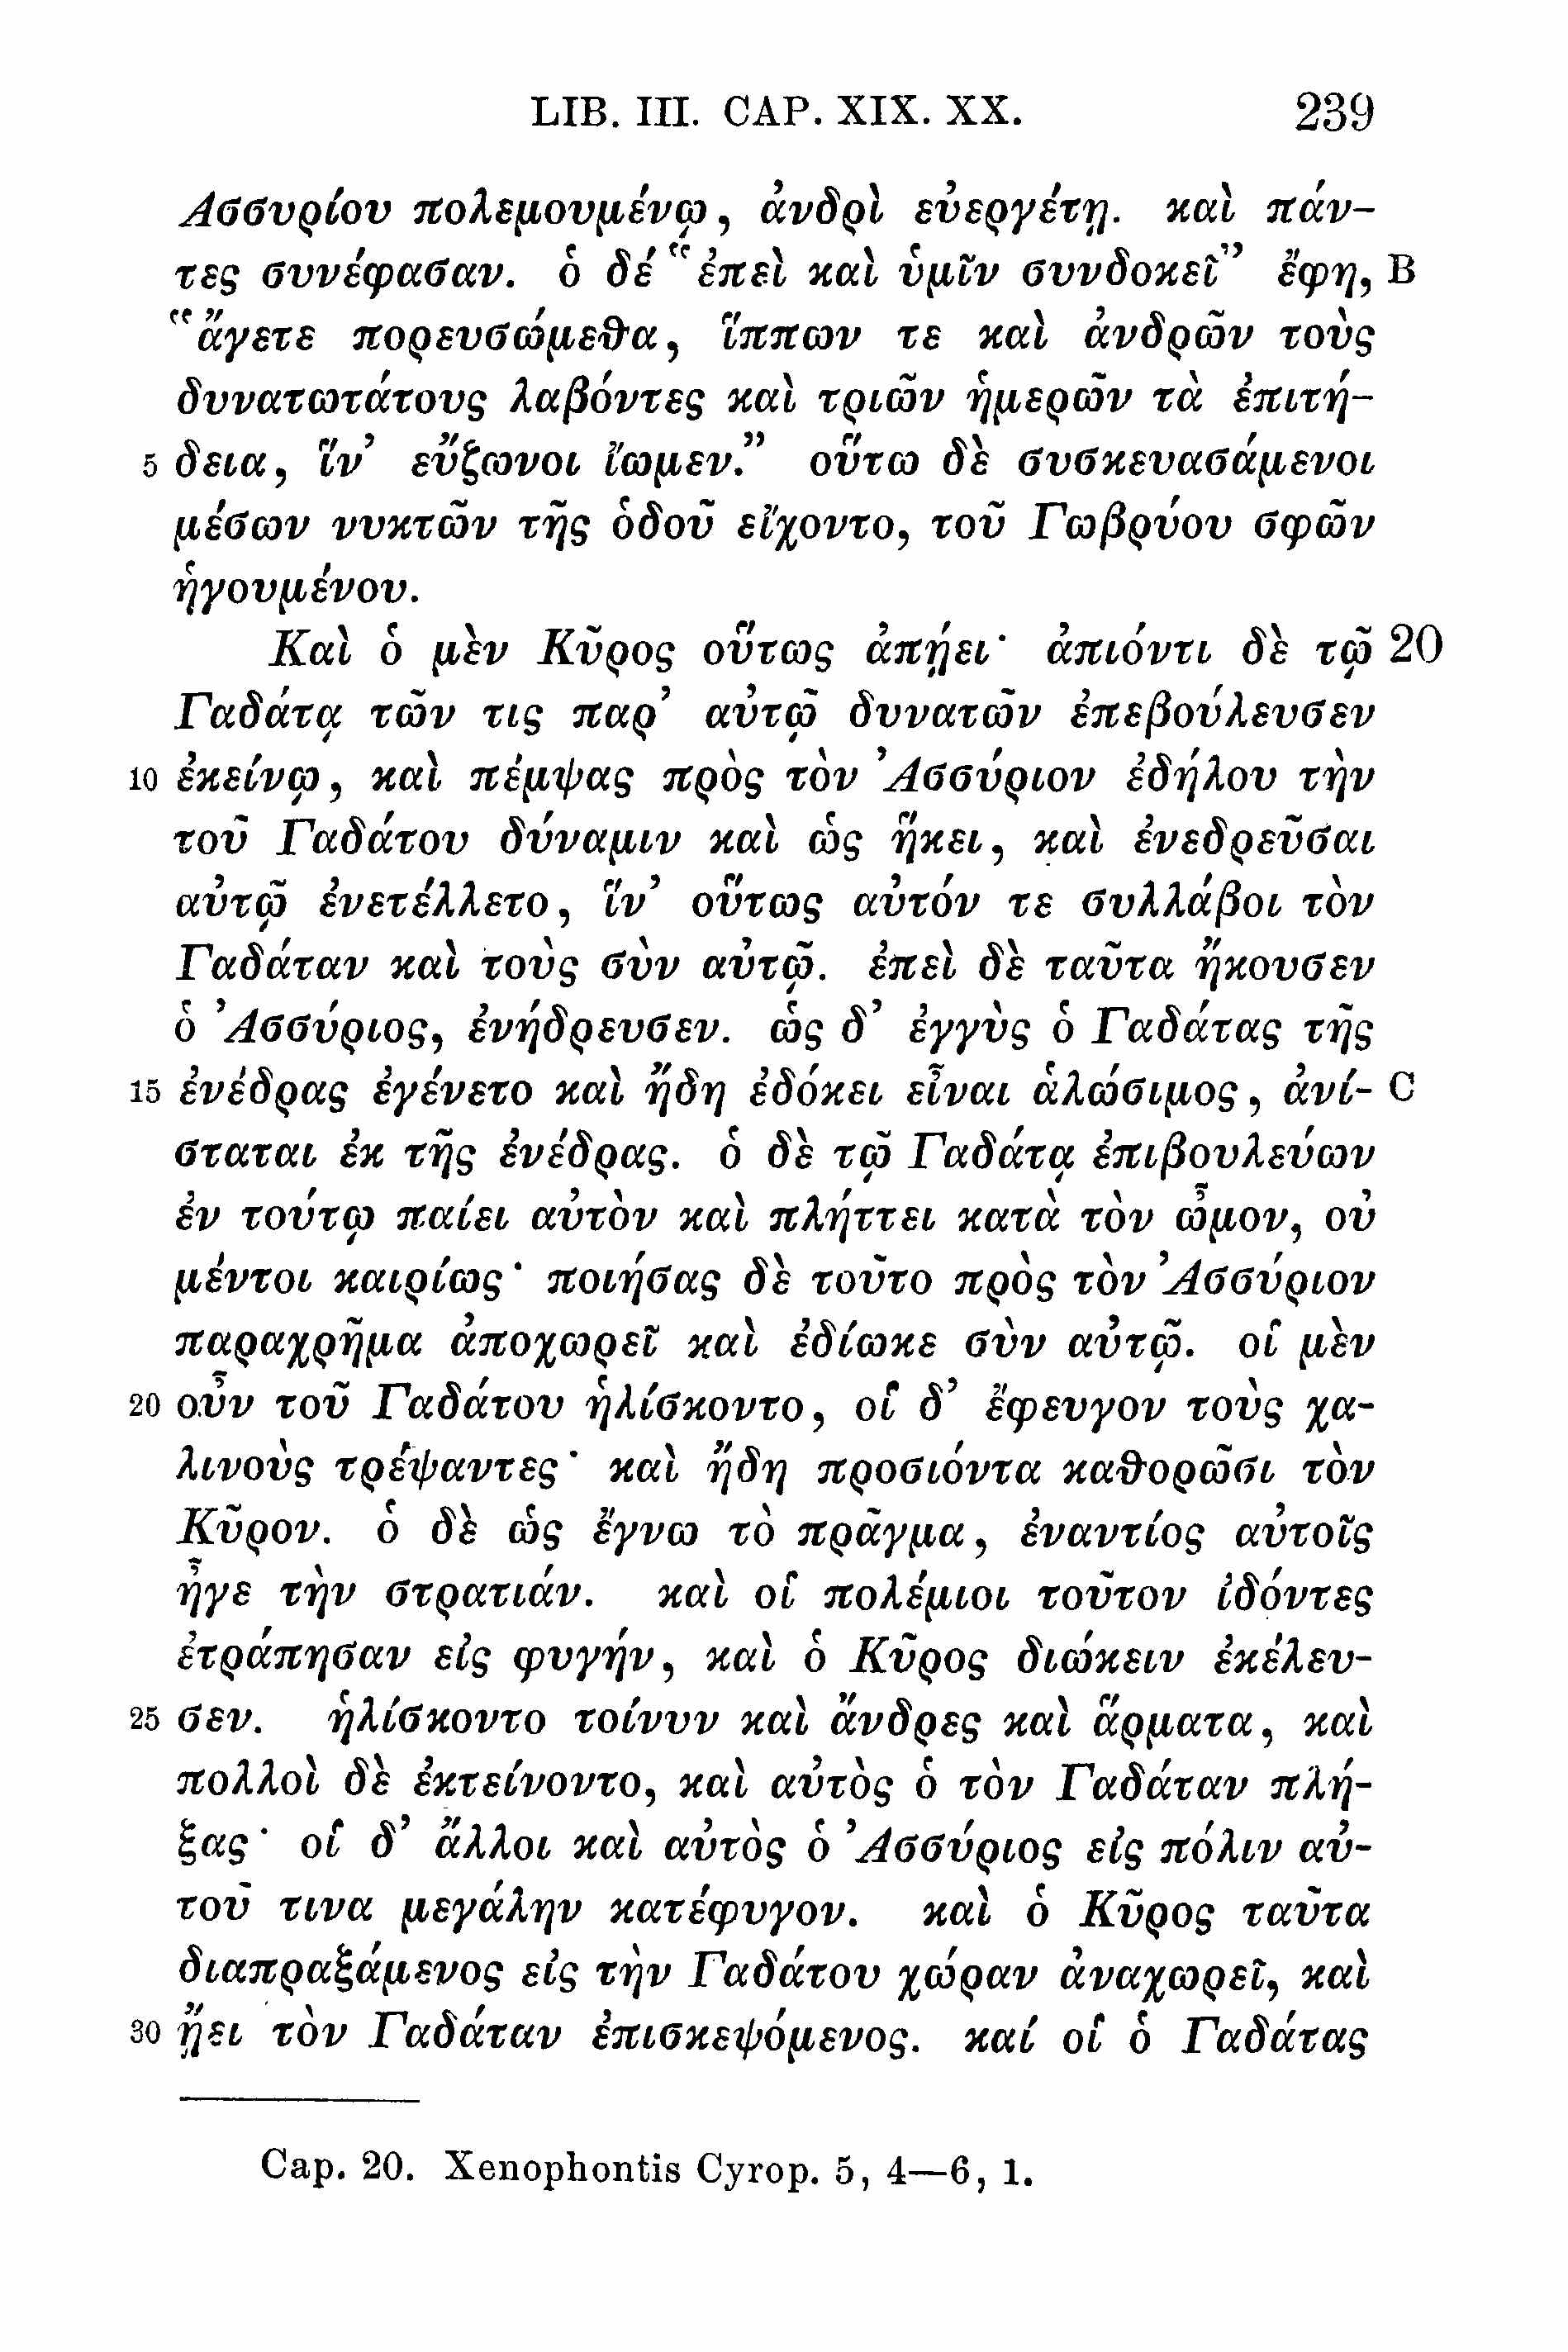 LIB. III. CAP. XIX. XX. 239
Ἀσσυρίου πολεμουμένῳ, ἀνδρὶ εὐεργέτῃ. καὶ πάν-
τες συνέφασαν. ὁ δέ “ἐπεὶ καὶ ὑμῖν συνδοκεῖ” ἔφη, B
“ἄγετε πορευσώμεθα, ἵππων τε καὶ ἀνδρῶν τοὺς
δυνατωτάτους λαβόντες καὶ τριῶν ἡμερῶν τὰ ἐπιτή-
5 δεια, ἵν’ εὔζωνοι ἴωμεν.” οὕτω δὲ συσκευασάμενοι
μέσων νυκτῶν τῆς ὁδοῦ εἴχοντο, τοῦ Γωβρύου σφῶν
ἡγουμένου.
Καὶ ὁ μὲν Κῦρος οὕτως ἀπῄει· ἀπιόντι δὲ τῷ 20
Γαδάτᾳ τῶν τις παρ’ αὐτῷ δυνατῶν ἐπεβούλευσεν
10 ἐκείνῳ, καὶ πέμψας πρὸς τὸν Ἀσσύριον ἐδήλου τὴν
τοῦ Γαδάτου δύναμιν καὶ ὡς ἥκει, καὶ ἐνεδρεῦσαι
αὐτῷ ἐνετέλλετο, ἵν’ οὕτως αὐτόν τε συλλάβοι τὸν
Γαδάταν καὶ τοὺς σὺν αὐτῷ. ἐπεὶ δὲ ταῦτα ἤκουσεν
ὁ Ἀσσύριος, ἐνήδρευσεν. ὡς δ’ ἐγγὺς ὁ Γαδάτας τῆς
15 ἐνέδρας ἐγένετο καὶ ἤδη ἐδόκει εἶναι ἁλώσιμος, ἀνί- C
σταται ἐκ τῆς ἐνέδρας. ὁ δὲ τῷ Γαδάτᾳ ἐπιβουλεύων
ἐν τούτῳ παίει αὐτὸν καὶ πλήττει κατὰ τὸν ὦμον, οὐ
μέντοι καιρίως· ποιήσας δὲ τοῦτο πρὸς τὸν Ἀσσύριον
παραχρῆμα ἀποχωρεῖ καὶ ἐδίωκε σὺν αὐτῷ. οἱ μὲν
20 οὖν τοῦ Γαδάτου ἡλίσκοντο, οἱ δ’ ἔφευγον τοὺς χα-
λινοὺς τρέψαντες· καὶ ἤδη προσιόντα καθορῶσι τὸν
Κῦρον. ὁ δὲ ὡς ἔγνω τὸ πρᾶγμα, ἐναντίος αὐτοῖς
ἦγε τὴν στρατιάν. καὶ οἱ πολέμιοι τοῦτον ἰδόντες
ἐτράπησαν εἰς φυγήν, καὶ ὁ Κῦρος διώκειν ἐκέλευ-
25 σεν. ἡλίσκοντο τοίνυν καὶ ἄνδρες καὶ ἅρματα, καὶ
πολλοὶ δὲ ἐκτείνοντο, καὶ αὐτὸς ὁ τὸν Γαδάταν πλή-
ξας· οἱ δ’ ἄλλοι καὶ αὐτὸς ὁ Ἀσσύριος εἰς πόλιν αὐ-
τοῦ τινα μεγάλην κατέφυγον. καὶ ὁ Κῦρος ταῦτα
διαπραξάμενος εἰς τὴν Γαδάτου χώραν ἀναχωρεῖ, καὶ
30 ᾔει τὸν Γαδάταν ἐπισκεψόμενος. καί οἱ ὁ Γαδάτας
Cap. 20. Xenophontis Cyrop. 5, 4—6, 1.